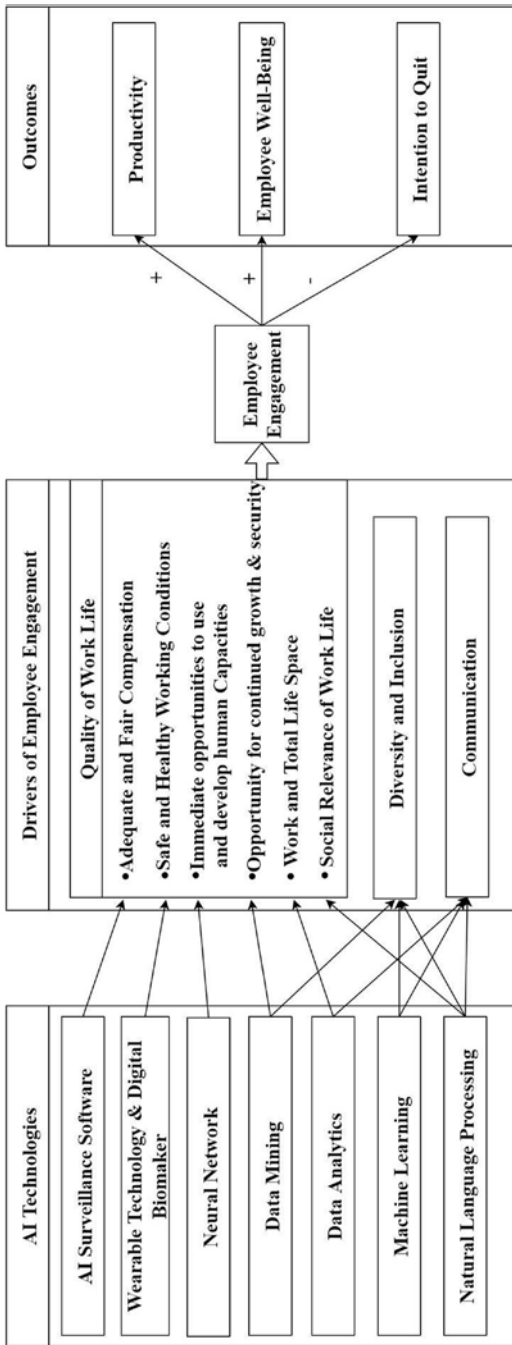 AI Technologies
AI Surveillance Software
Wearable Technology & Digital
Biomaker
Neural Network
Data Mining
Data Analytics
Machine Learning
Natural Language Processing
Drivers of Employee Engagement
Quality of Work Life
•Adequate and Fair Compensation
•Safe and Healthy Working Conditions
•Immediate opportunities to use
and develop human Capacities
•Opportunity for continued growth & security
• Work and Total Life Space
•Social Relevance of Work Life
Diversity and Inclusion
Communication
Employee
Engagement
+
+
-
Outcomes
Productivity
Employee Well-Being
Intention to Quit